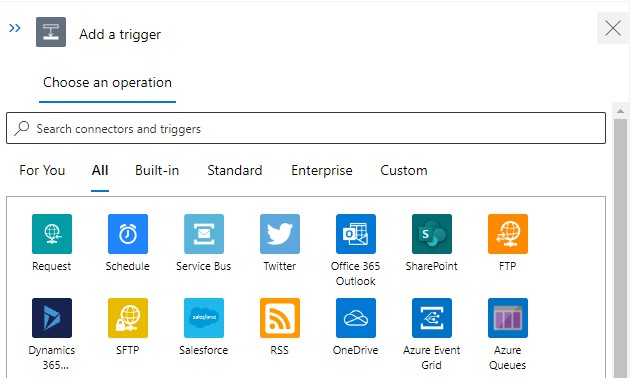 Add a trigger
Choose an operation
Search connectors and triggers
For You All Built-in Standard Enterprise Custom
Request Schedule Service Bus Twitter Office 365 Outlook SharePoint FTP
salesforce
Dynamics 365... SFTP Salesforce RSS OneDrive Azure Event Grid Azure Queues